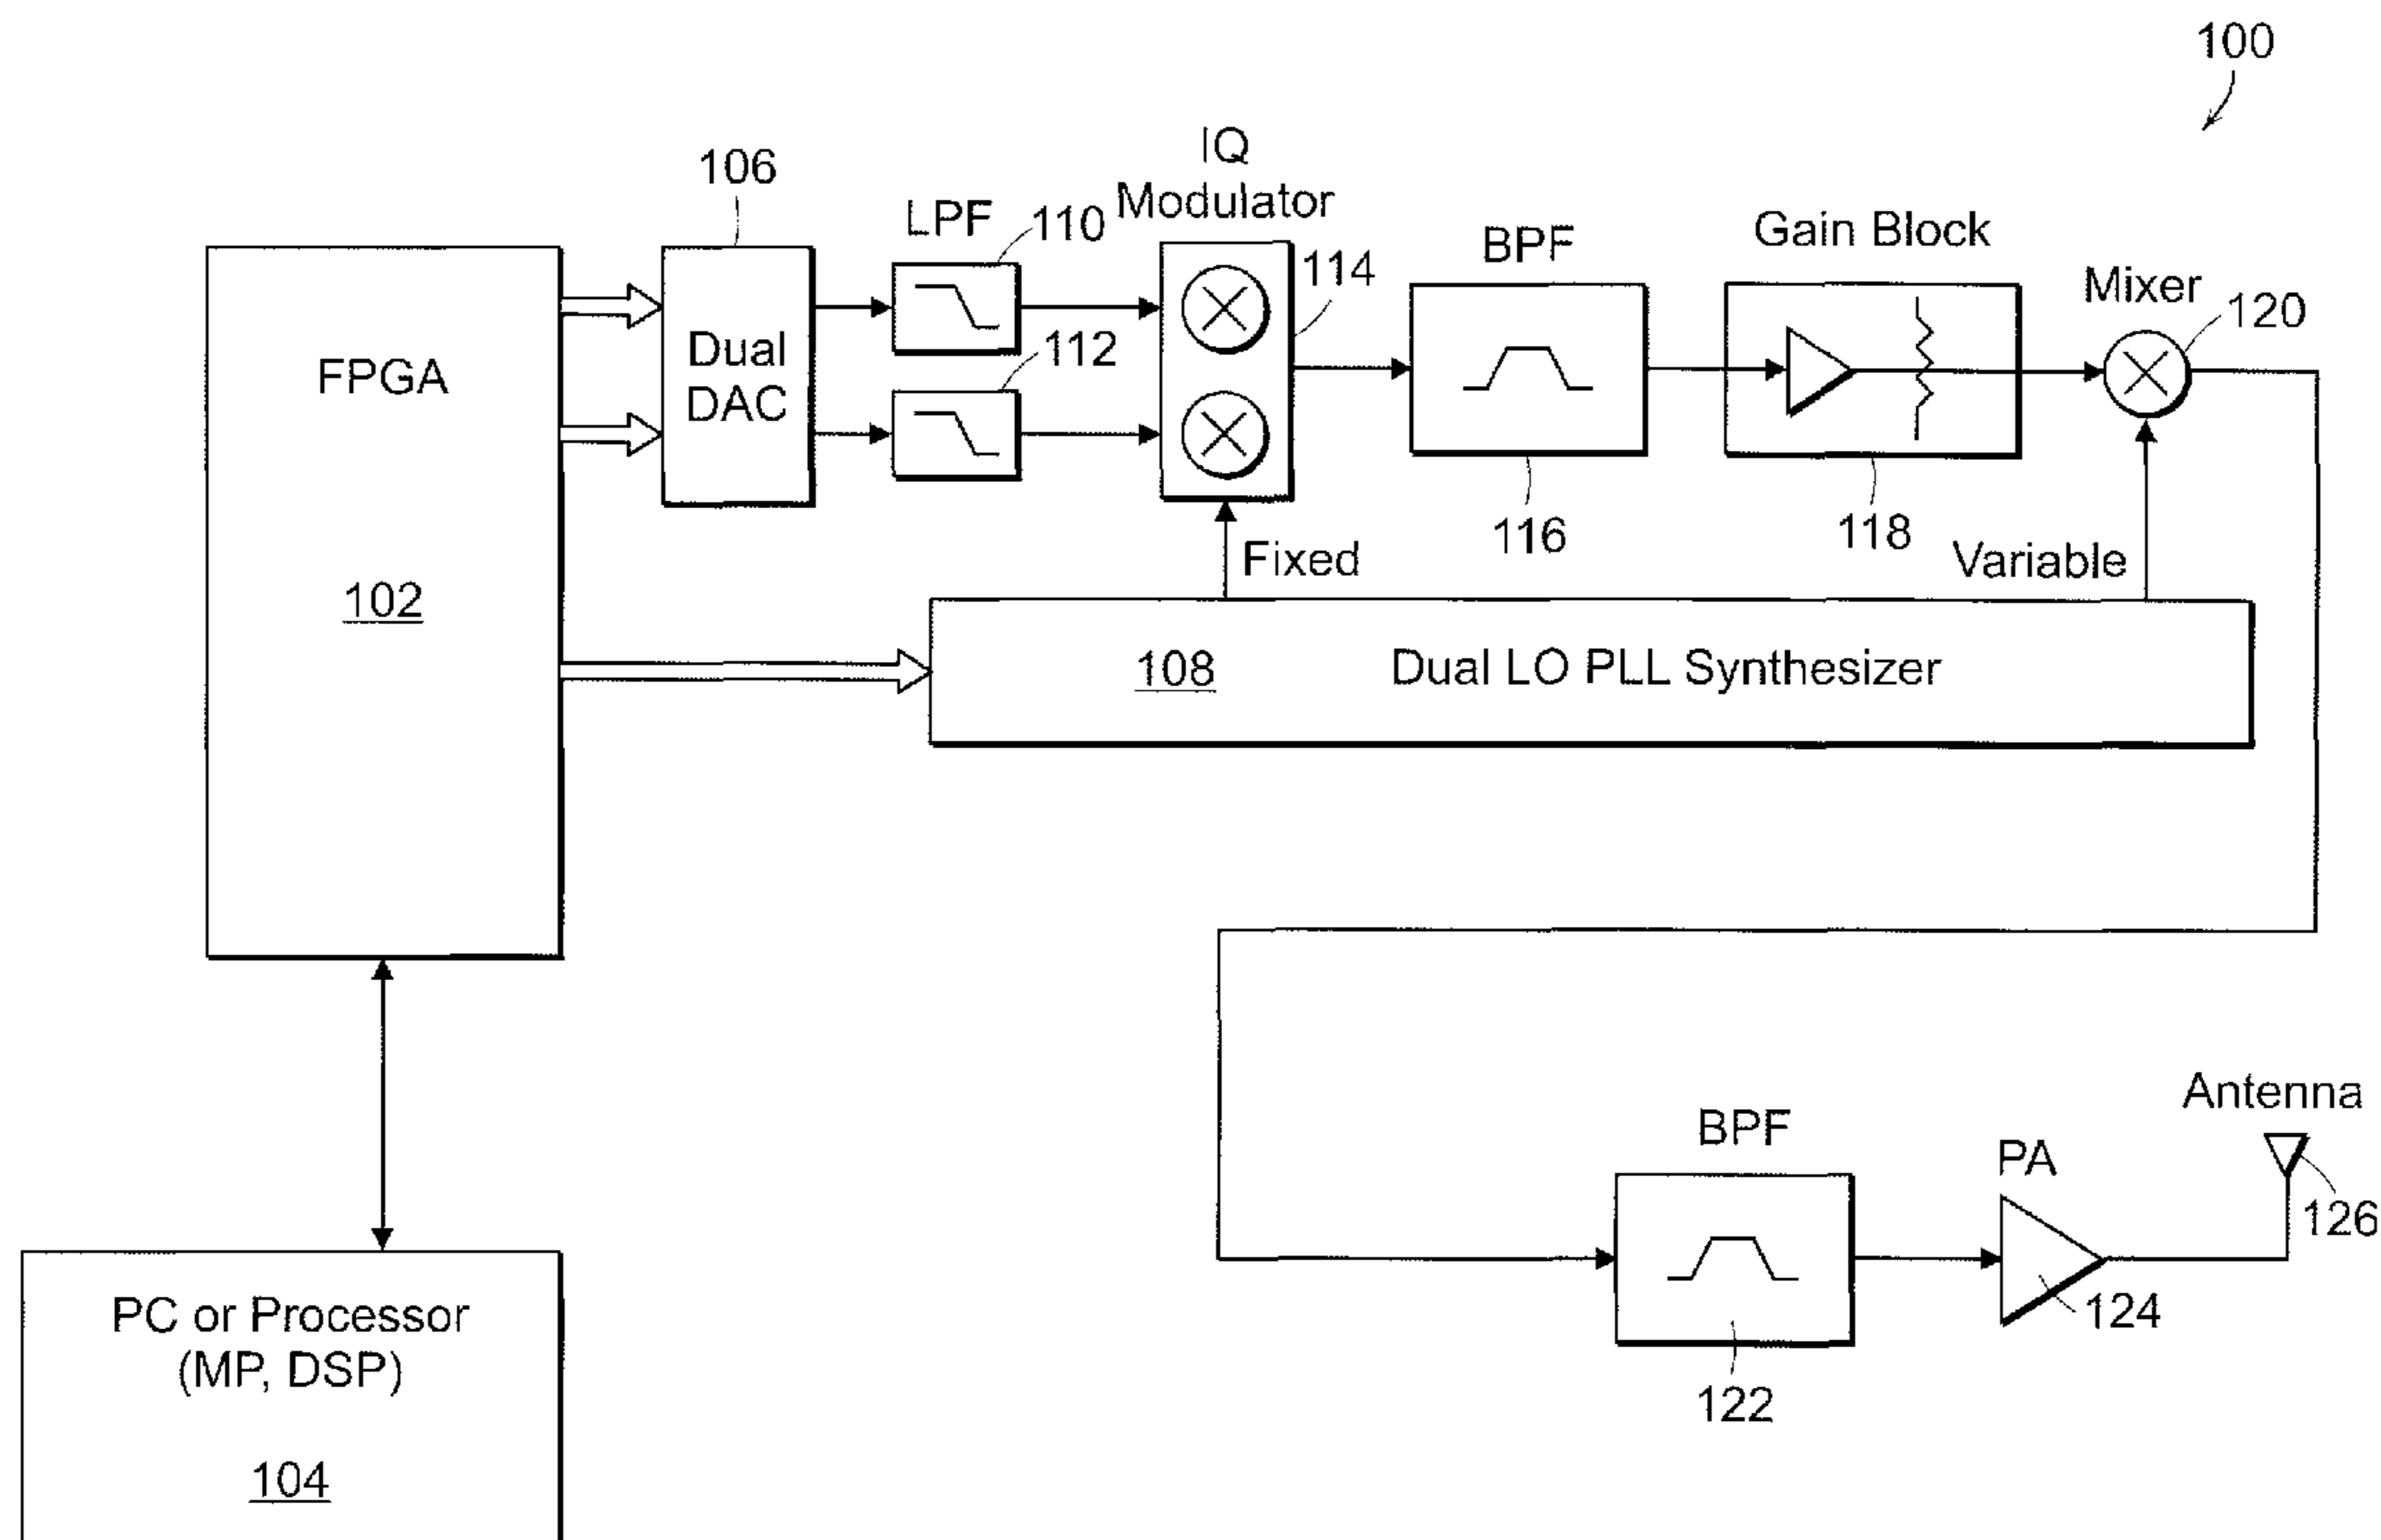 100
106
LPF
110
IQ
Modulator
114
BPF
Gain Block
Mixer
120
FPGA
102
Dual
DAC
112
116
118
Fixed
Variable
108
Dual LO PLL Synthesizer
BPF
PA
Antenna
126
124
122
PC or Processor
(MP, DSP)
104